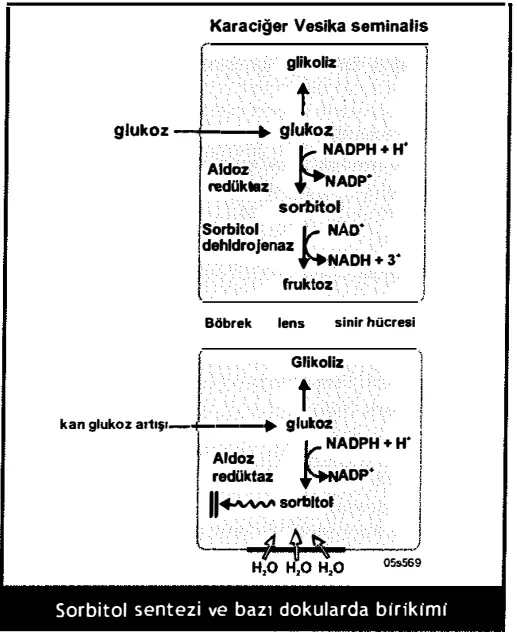 Karaciğer Vesika seminalis
glikoliz
glukoz
glukoz
NADPH + H⁺
Aldoz
redüktaz
NADP⁺
sorbitol
Sorbitol
dehidrojenaz
NAD⁺
NADH + 3⁺
fruktoz
Böbrek lens sinir hücresi
Glikoliz
kan glukoz artışı
glukoz
NADPH + H⁺
Aldoz
redüktaz
NADP⁺
sorbitol
H₂O H₂O H₂O
05s569
Sorbitol sentezi ve bazı dokularda birikimi